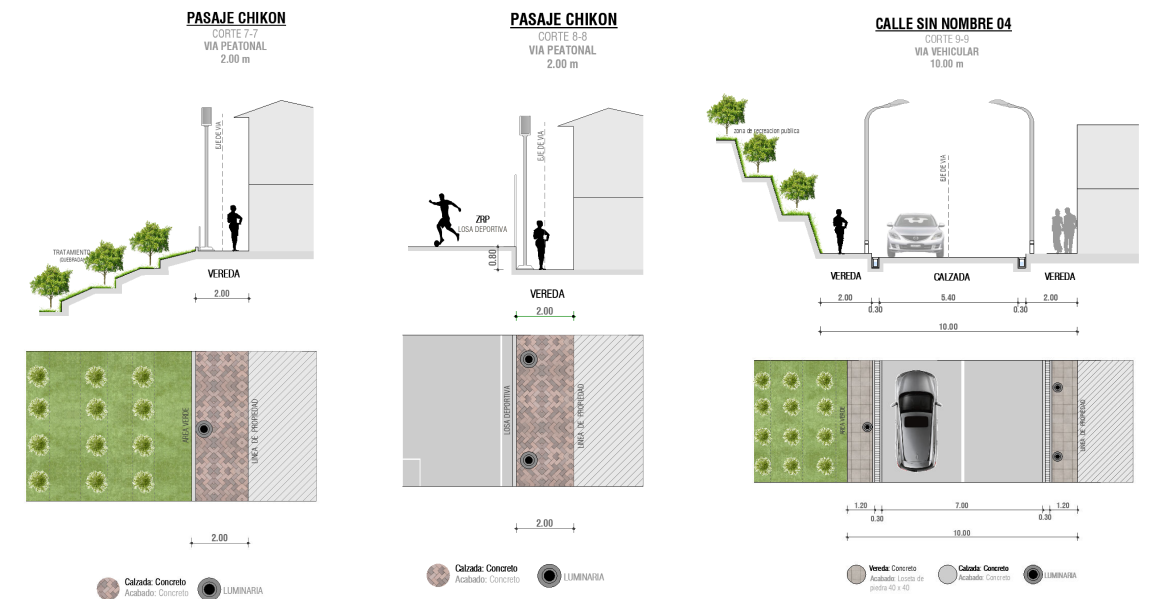 PASAJE CHIKON
CORTE 7-7
VIA PEATONAL
2.00 m
EJE DE VIA
TRATAMIENTO
QUEBRADA
VEREDA
2.00
AREA VERDE
LINEA DE PROPIEDAD
2.00
Calzada: Concreto
Acabado: Concreto
LUMINARIA
PASAJE CHIKON
CORTE 8-8
VIA PEATONAL
2.00 m
EJE DE VIA
ZRP
LOSA DEPORTIVA
0.80
VEREDA
2.00
LOSA DEPORTIVA
LINEA DE PROPIEDAD
2.00
Calzada: Concreto
Acabado: Concreto
LUMINARIA
CALLE SIN NOMBRE 04
CORTE 9-9
VIA VEHICULAR
10.00 m
zona de recreacion publica
EJE DE VIA
VEREDA
CALZADA
VEREDA
2.00
0.30
5.40
0.30
2.00
10.00
AREA VERDE
LINEA DE PROPIEDAD
1.20
0.30
7.00
0.30
1.20
10.00
Vereda: Concreto
Acabado: Loseta de
piedra 40 x 40
Calzada: Concreto
Acabado: Concreto
LUMINARIA